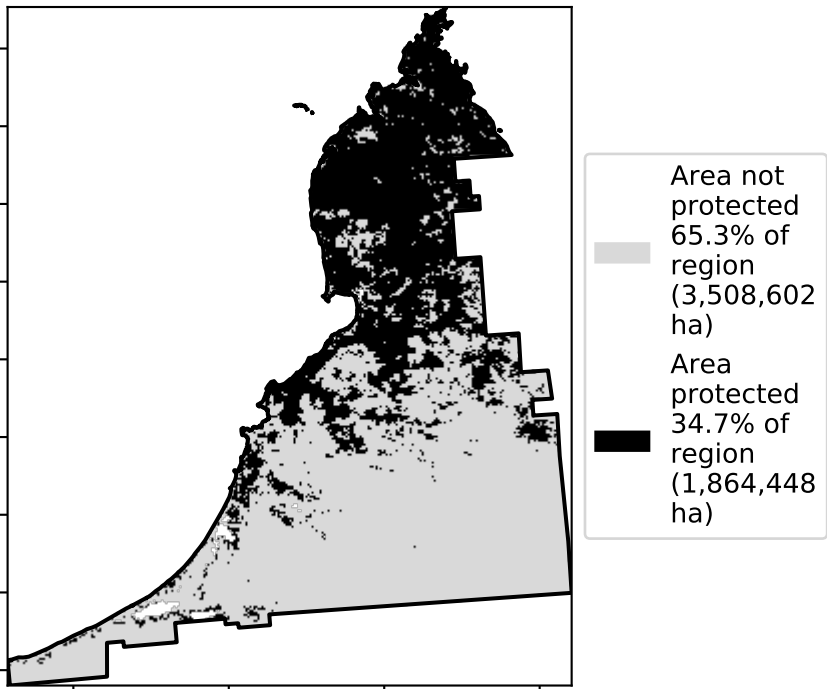 Area not
protected
65.3% of
region
(3,508,602
ha)
Area
protected
34.7% of
region
(1,864,448
ha)